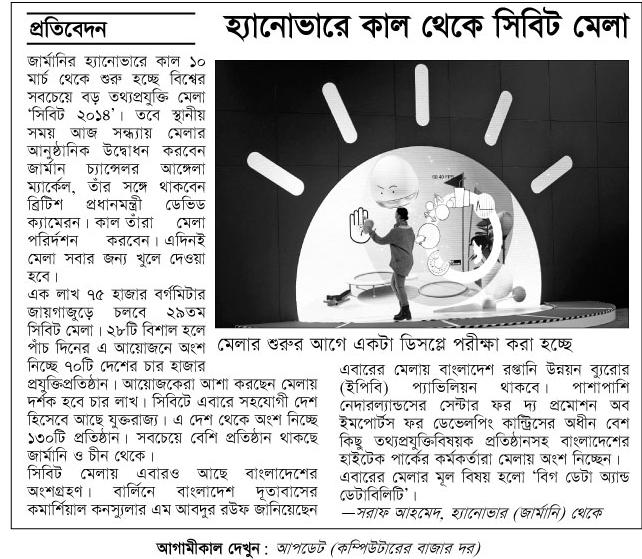 প্রতিবেদন
হ্যানোভারে কাল থেকে সিবিট মেলা
জার্মানির হ্যানোভারে কাল ১০
মার্চ থেকে শুরু হচ্ছে বিশ্বের
সবচেয়ে বড় তথ্যপ্রযুক্তি মেলা
‘সিবিট ২০১৪’। তবে স্থানীয়
সময় আজ সন্ধ্যায় মেলার
আনুষ্ঠানিক উদ্বোধন করবেন
জার্মান চ্যান্সেলর আঙ্গেলা
ম্যার্কেল, তাঁর সঙ্গে থাকবেন
ব্রিটিশ প্রধানমন্ত্রী ডেভিড
ক্যামেরন। কাল তাঁরা মেলা
পরির্দশন করবেন। এদিনই
মেলা সবার জন্য খুলে দেওয়া
হবে।
এক লাখ ৭৫ হাজার বর্গমিটার
জায়গাজুড়ে চলবে ২৯তম
সিবিট মেলা। ২৮টি বিশাল হলে
পাঁচ দিনের এ আয়োজনে অংশ
নিচ্ছে ৭০টি দেশের চার হাজার
প্রযুক্তিপ্রতিষ্ঠান। আয়োজকেরা আশা করছেন মেলায়
দর্শক হবে চার লাখ। সিবিটে এবারে সহযোগী দেশ
হিসেবে আছে যুক্তরাজ্য। এ দেশ থেকে অংশ নিচ্ছে
১৩০টি প্রতিষ্ঠান। সবচেয়ে বেশি প্রতিষ্ঠান থাকছে
জার্মানি ও চীন থেকে।
সিবিট মেলায় এবারও আছে বাংলাদেশের
অংশগ্রহণ। বার্লিনে বাংলাদেশ দূতাবাসের
কমার্শিয়াল কনস্যুলার এম আবদুর রউফ জানিয়েছেন
মেলার শুরুর আগে একটা ডিসপ্লে পরীক্ষা করা হচ্ছে
এবারের মেলায় বাংলাদেশ রপ্তানি উন্নয়ন ব্যুরোর
(ইপিবি) প্যাভিলিয়ন থাকবে। পাশাপাশি
নেদারল্যান্ডসের সেন্টার ফর দ্য প্রমোশন অব
ইমপোর্টস ফর ডেভেলপিং কান্ট্রিসের অধীন বেশ
কিছু তথ্যপ্রযুক্তিবিষয়ক প্রতিষ্ঠানসহ বাংলাদেশের
হাইটেক পার্কের কর্মকর্তারা মেলায় অংশ নিচ্ছেন।
এবারের মেলার মূল বিষয় হলো ‘বিগ ডেটা অ্যান্ড
ডেটাবিলিটি’।
—সরাফ আহমেদ, হ্যানোভার (জার্মানি) থেকে
আগামীকাল দেখুন : আপডেট (কম্পিউটারের বাজার দর)